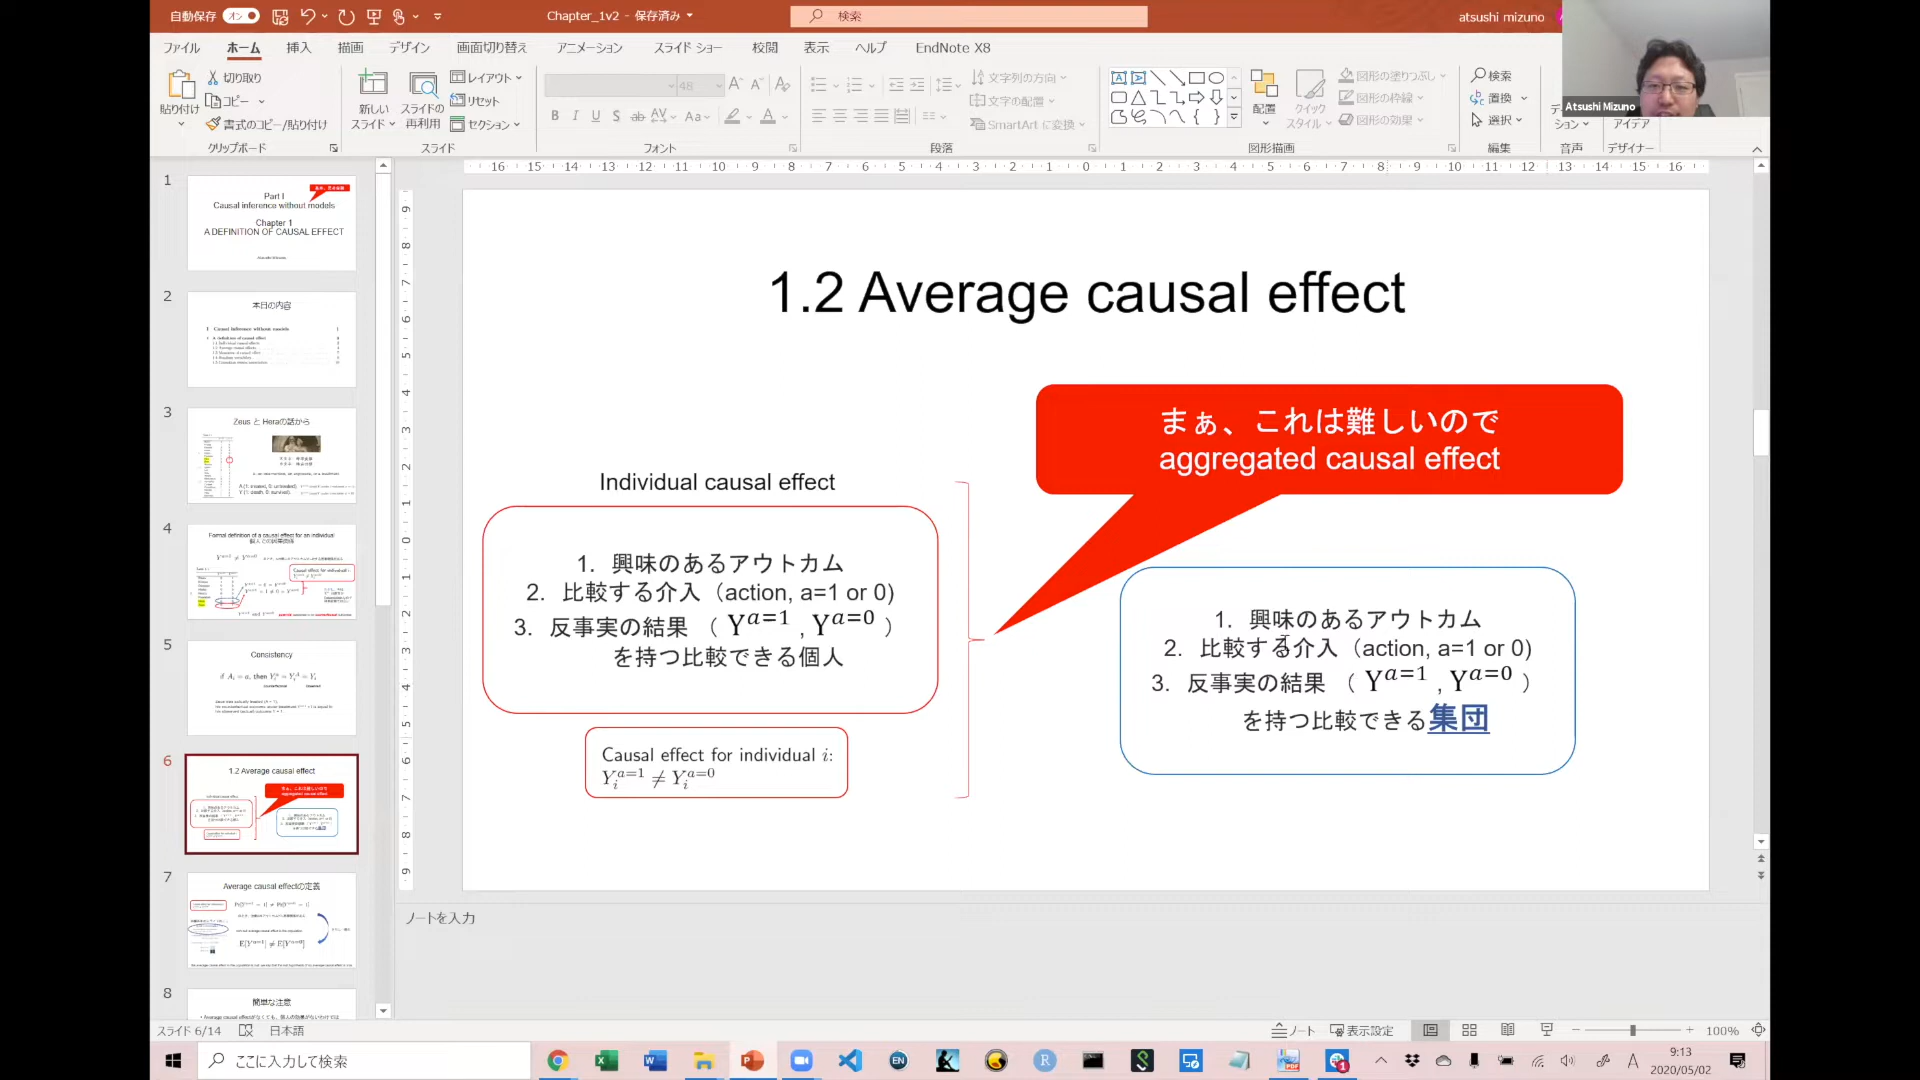 自動保存 オン
Chapter_1v2 - 保存済み
検索
atsushi mizuno
Atsushi Mizuno
ファイル ホーム 挿入 描画 デザイン 画面切り替え アニメーション スライド ショー 校閲 表示 ヘルプ EndNote X8
貼り付け
切り取り
コピー
書式のコピー/貼り付け
クリップボード
新しい
スライド
スライドの
再利用
レイアウト
リセット
セクション
スライド
48
フォント
文字列の方向
文字の配置
SmartArt に変換
段落
配置
クイック
スタイル
図形の塗りつぶし
図形の枠線
図形の効果
図形描画
検索
置換
選択
編集
ション
音声
アイデア
デザイナー
1
Part I
Causal inference without models
Chapter 1
A DEFINITION OF CAUSAL EFFECT
2
本日の内容
3
Zeus と Heraの話から
4
Formal definition of a causal effect for an individual
5
Consistency
6
1.2 Average causal effect
7
Average causal effectの定義
8
簡単な注意
1.2 Average causal effect
まぁ、これは難しいので
aggregated causal effect
Individual causal effect
1. 興味のあるアウトカム
2. 比較する介入（action, a=1 or 0)
3. 反事実の結果 （ Y^{a=1} , Y^{a=0} ）
を持つ比較できる個人
Causal effect for individual i:
Y_i^{a=1} ≠ Y_i^{a=0}
1. 興味のあるアウトカム
2. 比較する介入（action, a=1 or 0)
3. 反事実の結果 （ Y^{a=1} , Y^{a=0} ）
を持つ比較できる集団
ノートを入力
スライド 6/14 日本語
ノート 表示設定 100%
ここに入力して検索
9:13
2020/05/02